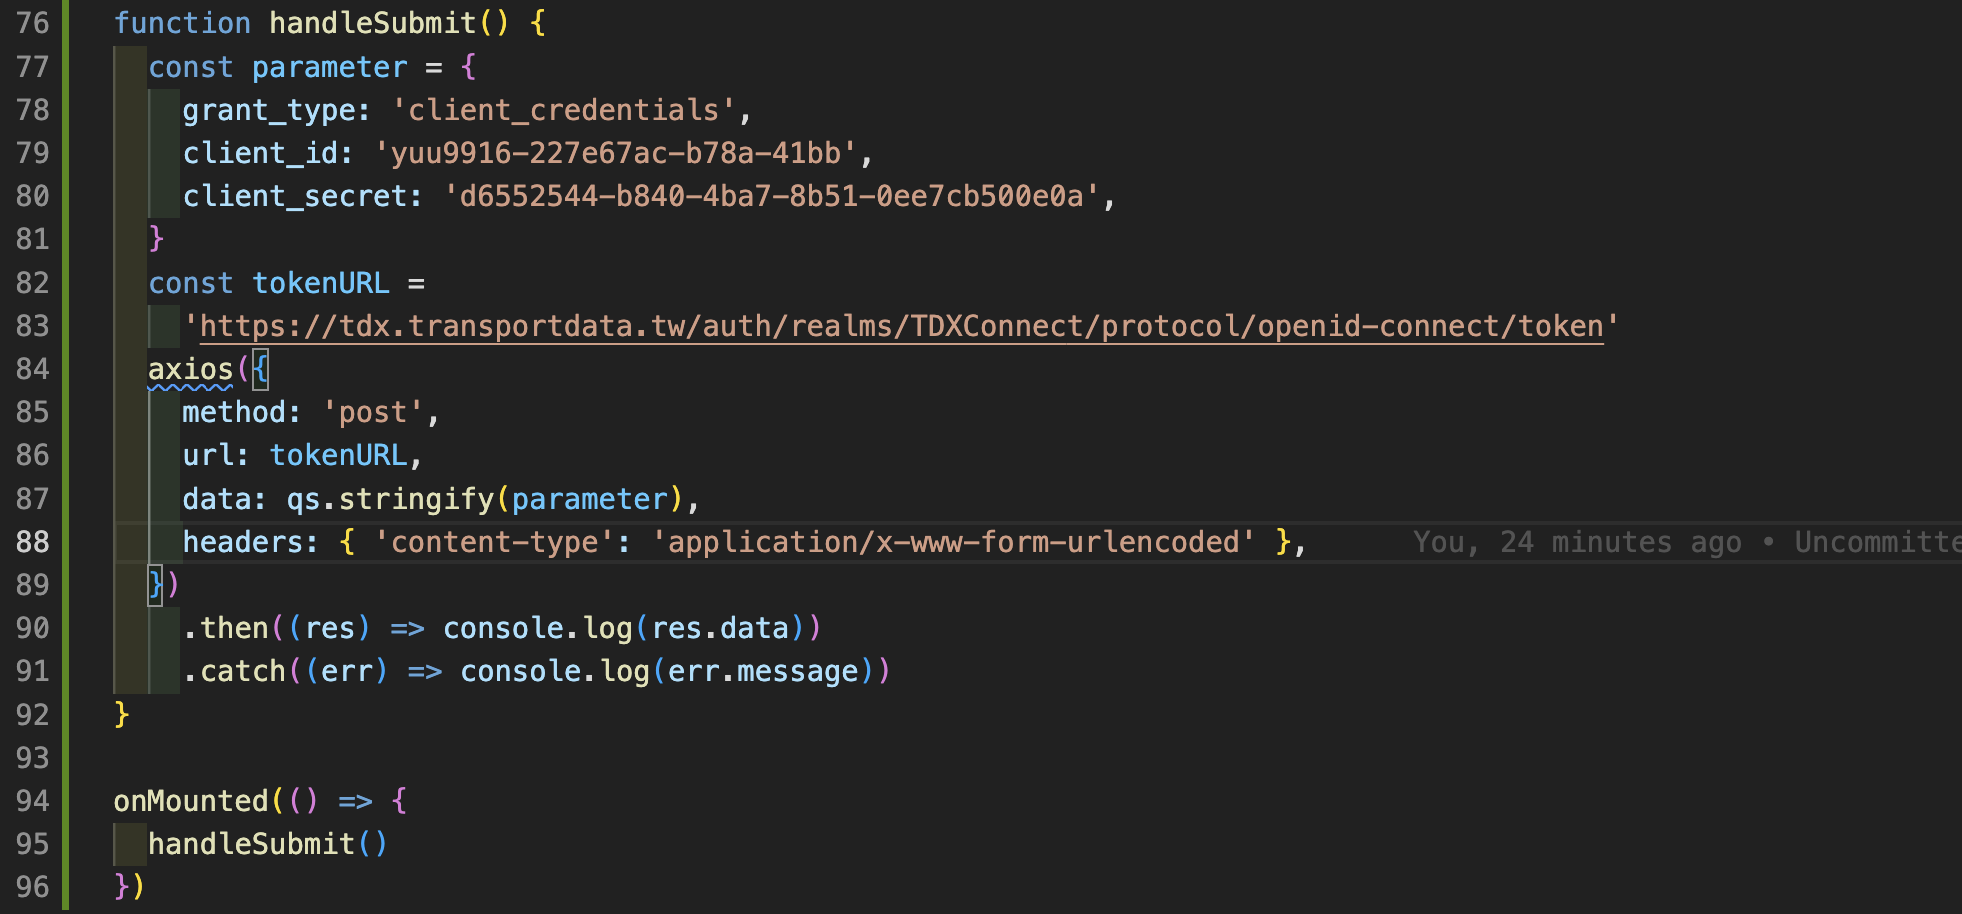 76 function handleSubmit() {
77 const parameter = {
78 grant_type: 'client_credentials',
79 client_id: 'yuu9916-227e67ac-b78a-41bb',
80 client_secret: 'd6552544-b840-4ba7-8b51-0ee7cb500e0a',
81 }
82 const tokenURL =
83 'https://tdx.transportdata.tw/auth/realms/TDXConnect/protocol/openid-connect/token'
84 axios({
85 method: 'post',
86 url: tokenURL,
87 data: qs.stringify(parameter),
88 headers: { 'content-type': 'application/x-www-form-urlencoded' }, You, 24 minutes ago • Uncommitte
89 })
90 .then((res) => console.log(res.data))
91 .catch((err) => console.log(err.message))
92 }
93
94 onMounted(() => {
95 handleSubmit()
96 })